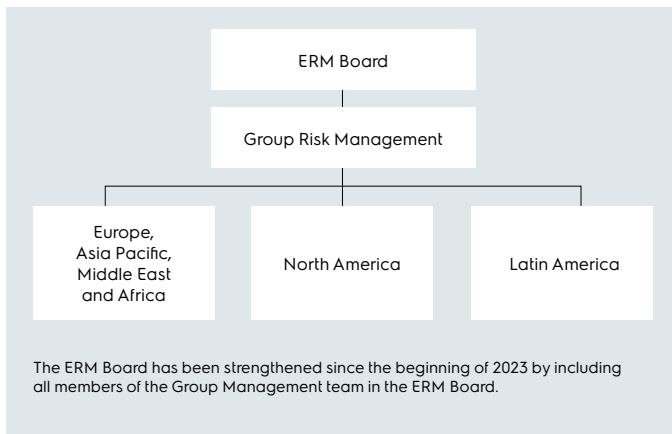 ERM Board
Group Risk Management
Europe,
Asia Pacific,
Middle East
and Africa
North America
Latin America
The ERM Board has been strengthened since the beginning of 2023 by including
all members of the Group Management team in the ERM Board.